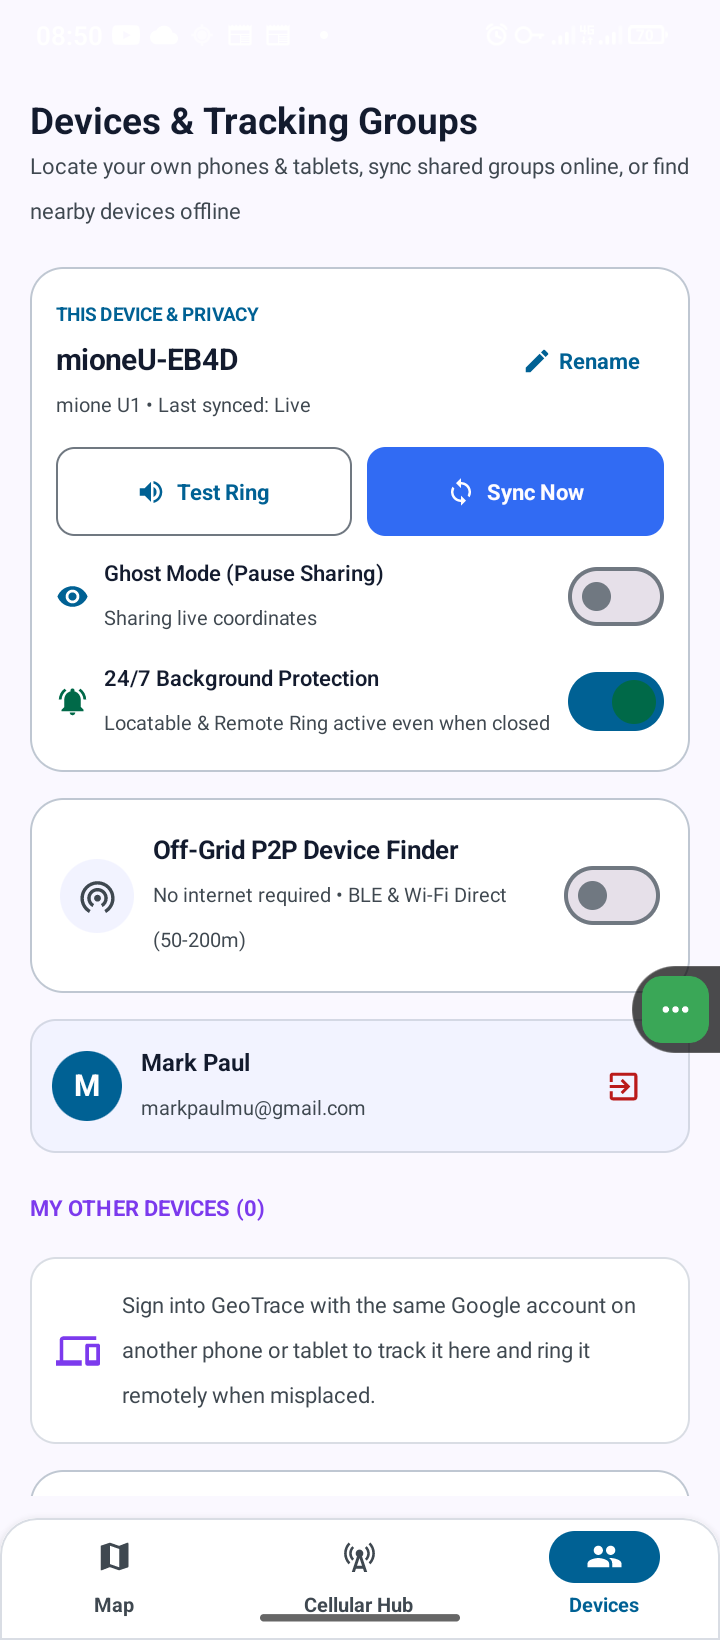 08:50
Devices & Tracking Groups
Locate your own phones & tablets, sync shared groups online, or find
nearby devices offline
THIS DEVICE & PRIVACY
mioneU-EB4D
Rename
mione U1 • Last synced: Live
Test Ring
Sync Now
Ghost Mode (Pause Sharing)
Sharing live coordinates
24/7 Background Protection
Locatable & Remote Ring active even when closed
Off-Grid P2P Device Finder
No internet required • BLE & Wi-Fi Direct
(50-200m)
M
Mark Paul
markpaulmu@gmail.com
MY OTHER DEVICES (0)
Sign into GeoTrace with the same Google account on
another phone or tablet to track it here and ring it
remotely when misplaced.
Map
Cellular Hub
Devices